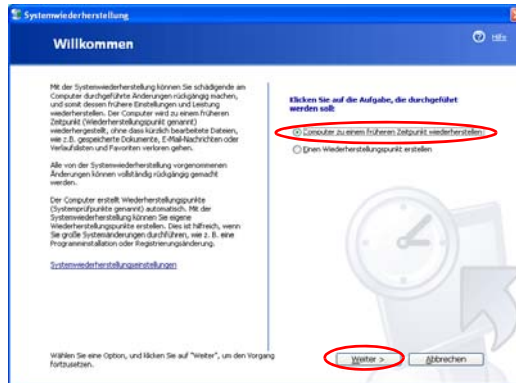 Systemwiederherstellung
Willkommen
Hilfe
Mit der Systemwiederherstellung können Sie schädigende am
Computer durchgeführte Änderungen rückgängig machen,
und somit dessen frühere Einstellungen und Leistung
wiederherstellen. Der Computer wird zu einem früheren
Zeitpunkt (Wiederherstellungspunkt genannt)
wiederhergestellt, ohne dass kürzlich bearbeitete Dateien,
wie z.B. gespeicherte Dokumente, E-Mail-Nachrichten oder
Verlaufslisten und Favoriten verloren gehen.
Alle von der Systemwiederherstellung vorgenommenen
Änderungen können vollständig rückgängig gemacht
werden.
Der Computer erstellt Wiederherstellungspunkte
(Systemprüfpunkte genannt) automatisch. Mit der
Systemwiederherstellung können Sie eigene
Wiederherstellungspunkte erstellen. Dies ist hilfreich, wenn
Sie große Systemänderungen durchführen, wie z. B. eine
Programminstallation oder Registrierungsänderung.
Systemwiederherstellungseinstellungen
Klicken Sie auf die Aufgabe, die durchgeführt
werden soll:
Computer zu einem früheren Zeitpunkt wiederherstellen
Einen Wiederherstellungspunkt erstellen
Wählen Sie eine Option, und klicken Sie auf "Weiter", um den Vorgang
fortzusetzen.
Weiter >
Abbrechen